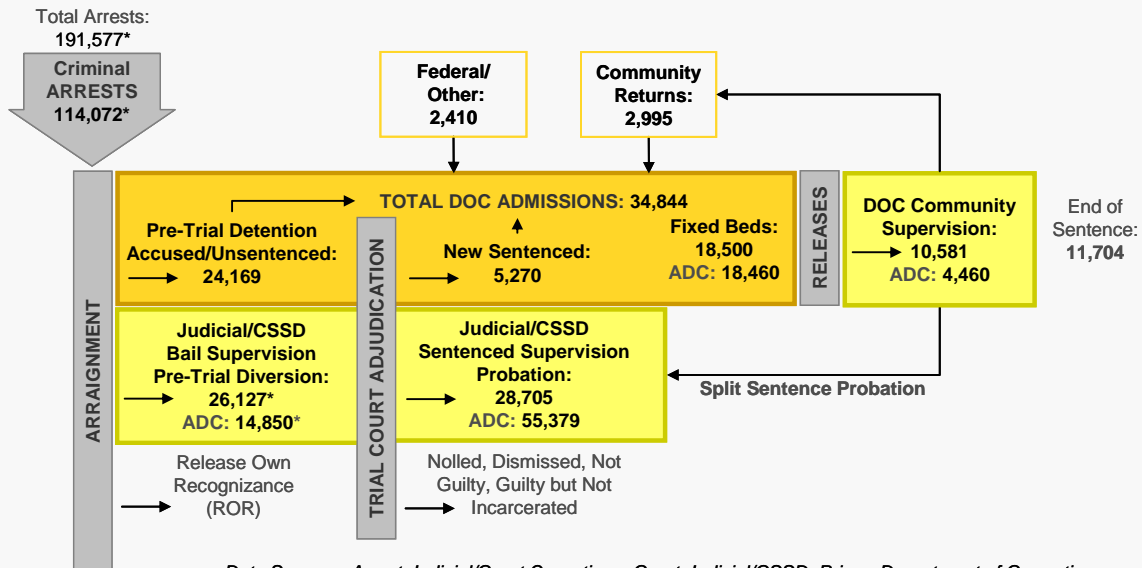 Total Arrests:
191,577*
Criminal
ARRESTS
114,072*
Federal/
Other:
2,410
Community
Returns:
2,995
ARRAIGNMENT
TOTAL DOC ADMISSIONS: 34,844
Pre-Trial Detention
Accused/Unsentenced:
24,169
TRIAL COURT ADJUDICATION
New Sentenced:
5,270
Fixed Beds:
18,500
ADC: 18,460
RELEASES
DOC Community
Supervision:
10,581
ADC: 4,460
End of
Sentence:
11,704
Judicial/CSSD
Bail Supervision
Pre-Trial Diversion:
26,127*
ADC: 14,850*
Judicial/CSSD
Sentenced Supervision
Probation:
28,705
ADC: 55,379
Split Sentence Probation
Release Own
Recognizance
(ROR)
Nolled, Dismissed, Not
Guilty, Guilty but Not
Incarcerated